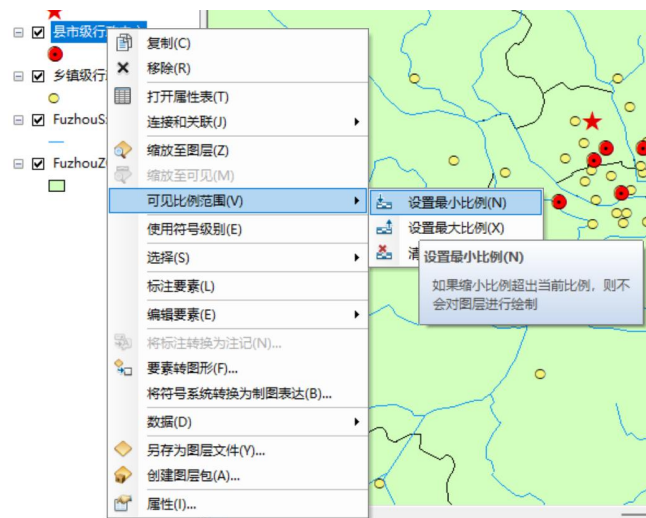 县市级行政中心
乡镇级行
FuzhouS
FuzhouZ
复制(C)
移除(R)
打开属性表(T)
连接和关联(J)
缩放至图层(Z)
缩放至可见(M)
可见比例范围(V)
使用符号级别(E)
选择(S)
标注要素(L)
编辑要素(E)
将标注转换为注记(N)...
要素转图形(F)...
将符号系统转换为制图表达(B)...
数据(D)
另存为图层文件(Y)...
创建图层包(A)...
属性(I)...
设置最小比例(N)
设置最大比例(X)
清
设置最小比例(N)
如果缩小比例超出当前比例，则不
会对图层进行绘制